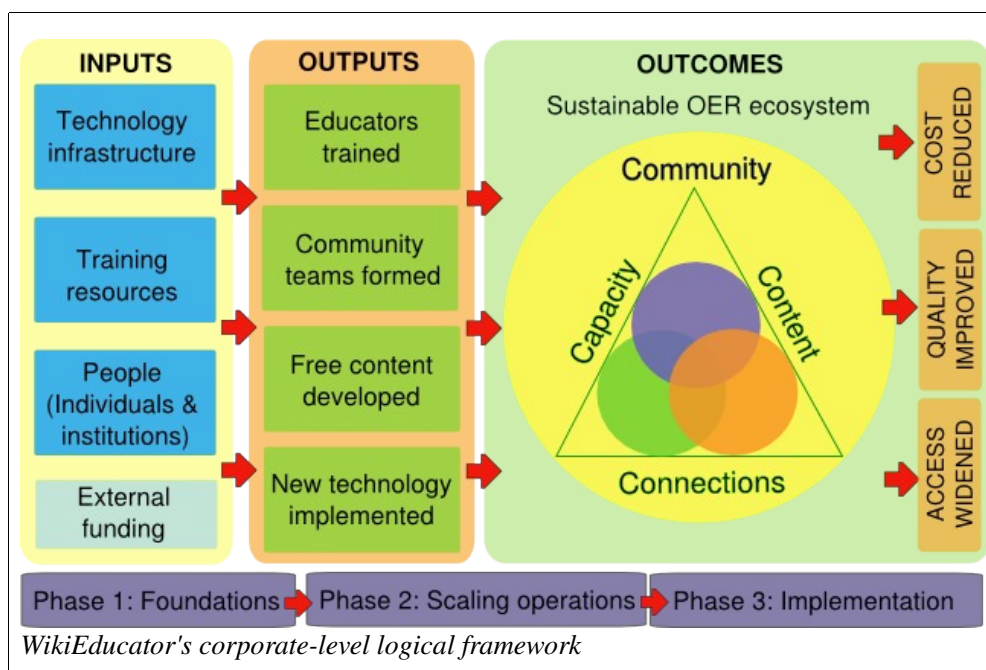 INPUTS
Technology
infrastructure
Training
resources
People
(Individuals &
institutions)
External
funding
OUTPUTS
Educators
trained
Community
teams formed
Free content
developed
New technology
implemented
OUTCOMES
Sustainable OER ecosystem
Community
Capacity
Content
Connections
COST
REDUCED
QUALITY
IMPROVED
ACCESS
WIDENED
Phase 1: Foundations
Phase 2: Scaling operations
Phase 3: Implementation
WikiEducator's corporate-level logical framework